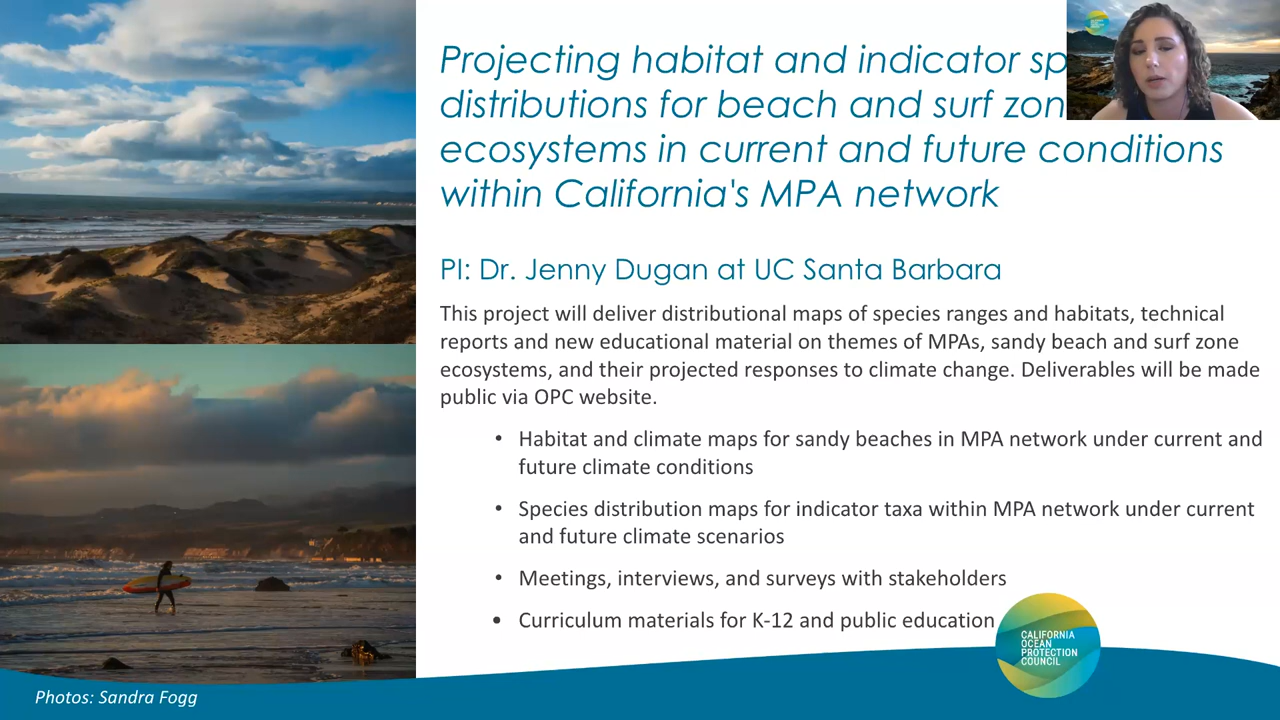 Projecting habitat and indicator sp
distributions for beach and surf zon
ecosystems in current and future conditions
within California's MPA network
PI: Dr. Jenny Dugan at UC Santa Barbara
This project will deliver distributional maps of species ranges and habitats, technical
reports and new educational material on themes of MPAs, sandy beach and surf zone
ecosystems, and their projected responses to climate change. Deliverables will be made
public via OPC website.
• Habitat and climate maps for sandy beaches in MPA network under current and
future climate conditions
• Species distribution maps for indicator taxa within MPA network under current
and future climate scenarios
• Meetings, interviews, and surveys with stakeholders
• Curriculum materials for K-12 and public education
CALIFORNIA
OCEAN
PROTECTION
COUNCIL
Photos: Sandra Fogg